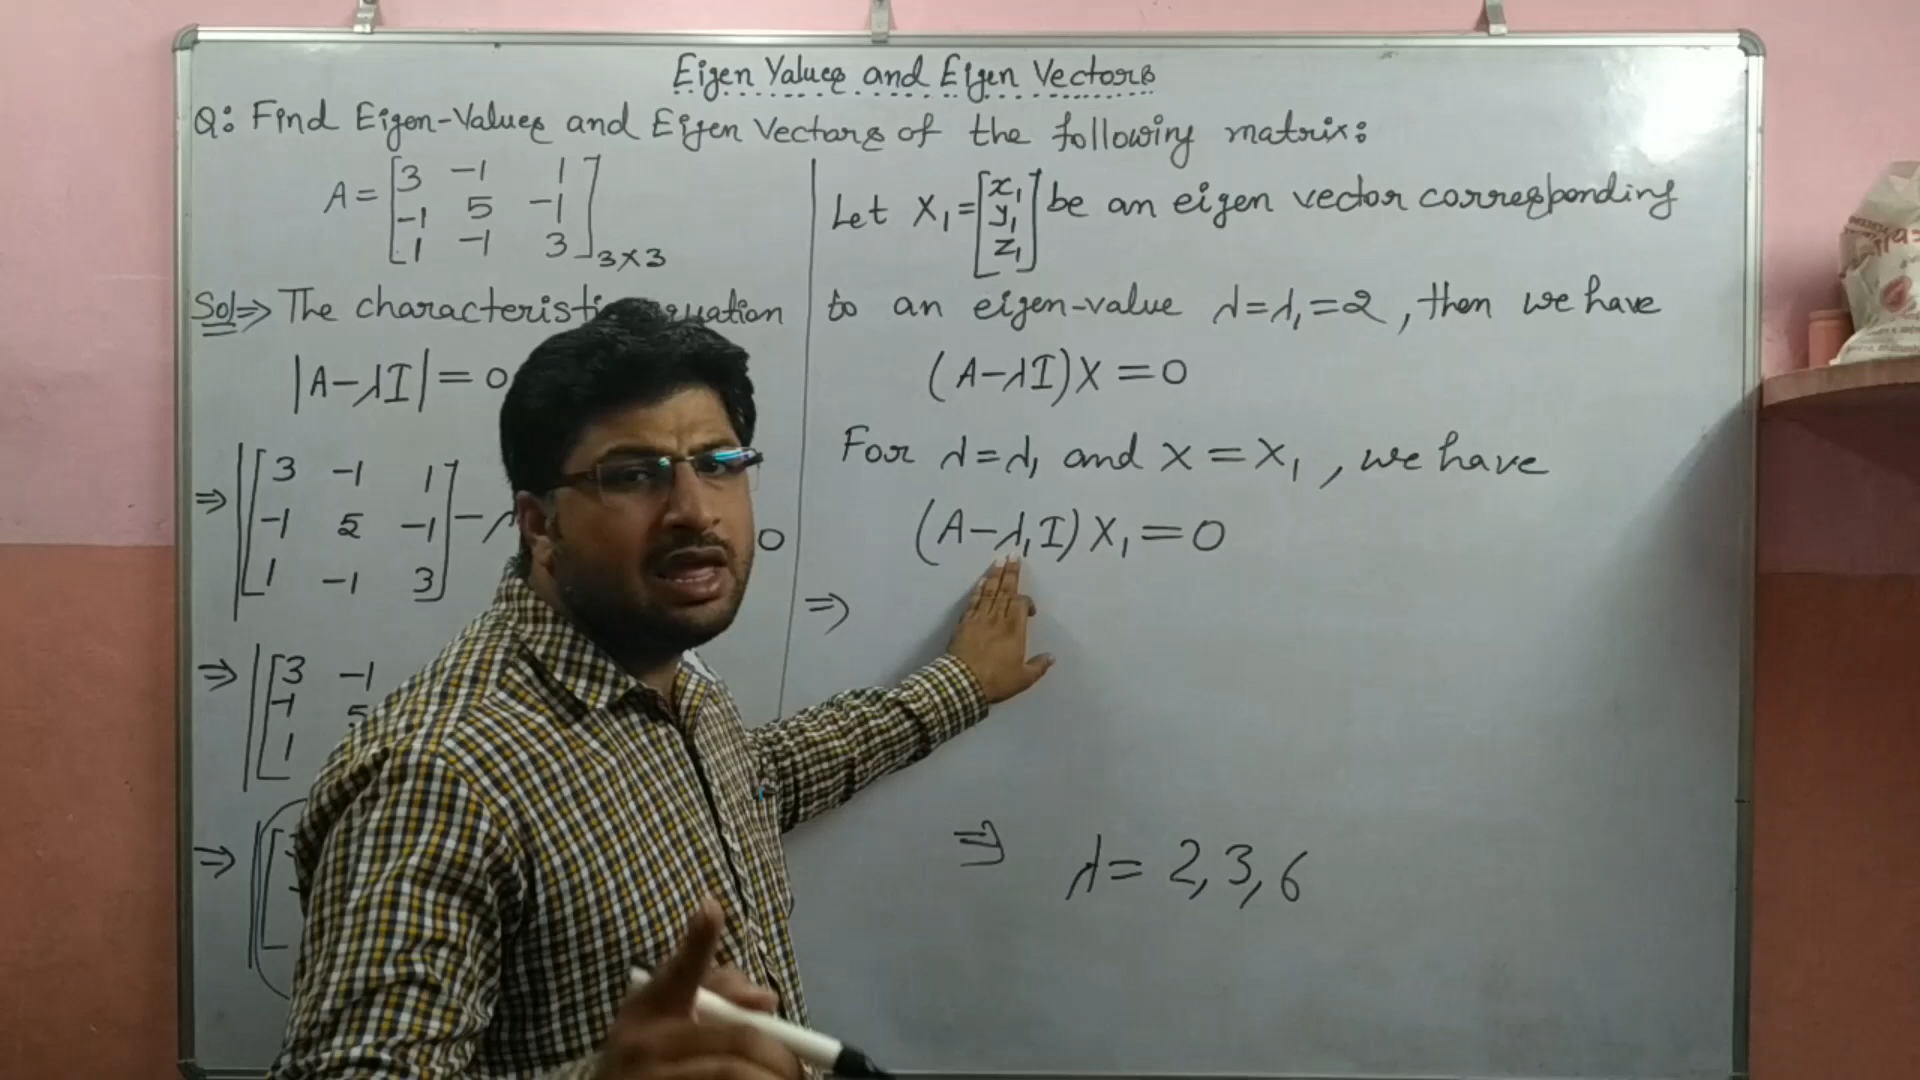 Eigen Values and Eigen Vectors
Q: Find Eigen-Values and Eigen Vectors of the following matrix:
A = [3 -1 1
-1 5 -1
1 -1 3] 3×3
Sol ⇒ The characteristic equation
|A-λI| = 0
⇒ |[3 -1 1
-1 5 -1
1 -1 3] - λ 0
⇒ |[3 -1
-1 5
1
⇒ |[
Let X₁ = [x₁
y₁
z₁] be an eigen vector corresponding
to an eigen-value λ=λ₁=2, then we have
(A-λI)X = 0
For λ=λ₁ and X = X₁, we have
(A-λ₁I)X₁ = 0
⇒
⇒ λ = 2, 3, 6